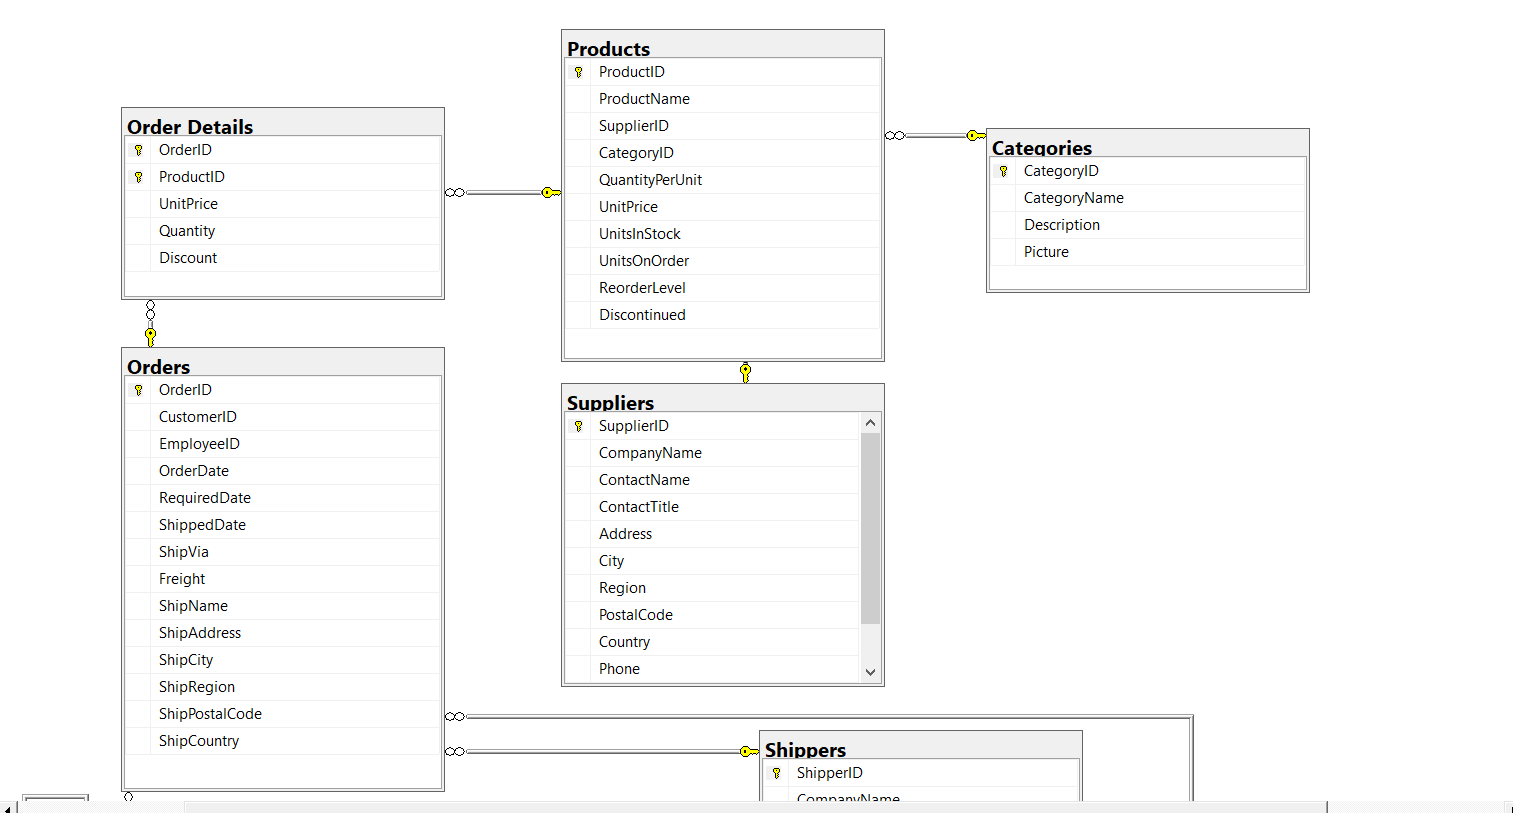 Products
ProductID
ProductName
SupplierID
CategoryID
QuantityPerUnit
UnitPrice
UnitsInStock
UnitsOnOrder
ReorderLevel
Discontinued
Order Details
OrderID
ProductID
UnitPrice
Quantity
Discount
Categories
CategoryID
CategoryName
Description
Picture
Orders
OrderID
CustomerID
EmployeeID
OrderDate
RequiredDate
ShippedDate
ShipVia
Freight
ShipName
ShipAddress
ShipCity
ShipRegion
ShipPostalCode
ShipCountry
Suppliers
SupplierID
CompanyName
ContactName
ContactTitle
Address
City
Region
PostalCode
Country
Phone
Shippers
ShipperID
CompanyName